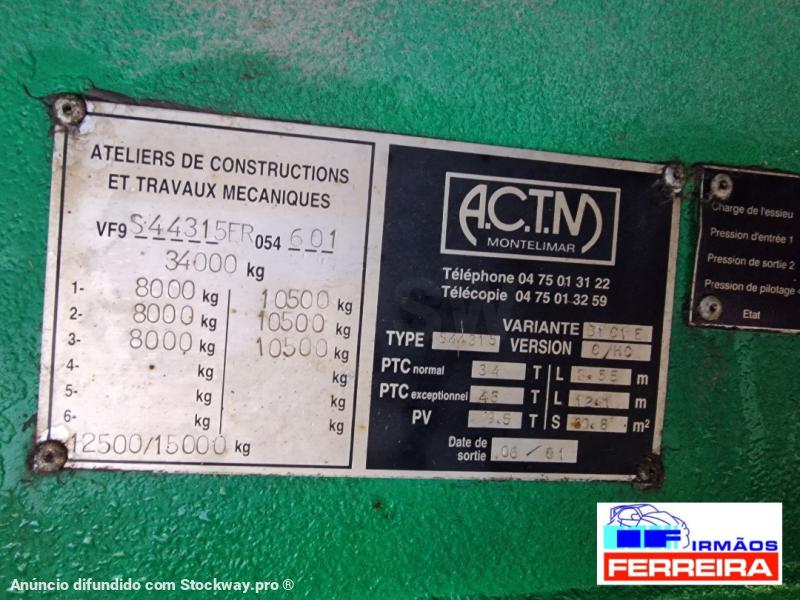 ATELIERS DE CONSTRUCTIONS
ET TRAVAUX MECANIQUES
VF9 S44315ER 054 601
34000 kg
1- 8000 kg 10500 kg
2- 8000 kg 10500 kg
3- 8000 kg 10500 kg
4- kg kg
5- kg kg
6- kg kg
12500/15000 kg
A.C.T.M
MONTELIMAR
Téléphone 04 75 01 31 22
Télécopie 04 75 01 32 59
VARIANTE
TYPE S44315 VERSION C/HC
PTC normal 34 T L m
PTC exceptionnel 45 T L m
PV T S m²
Date de sortie 06/01
Charge de l'essieu
Pression d'entrée 1
Pression de sortie 2
Pression de pilotage 4
Etat
IRMÃOS
FERREIRA
Anúncio difundido com Stockway.pro ®